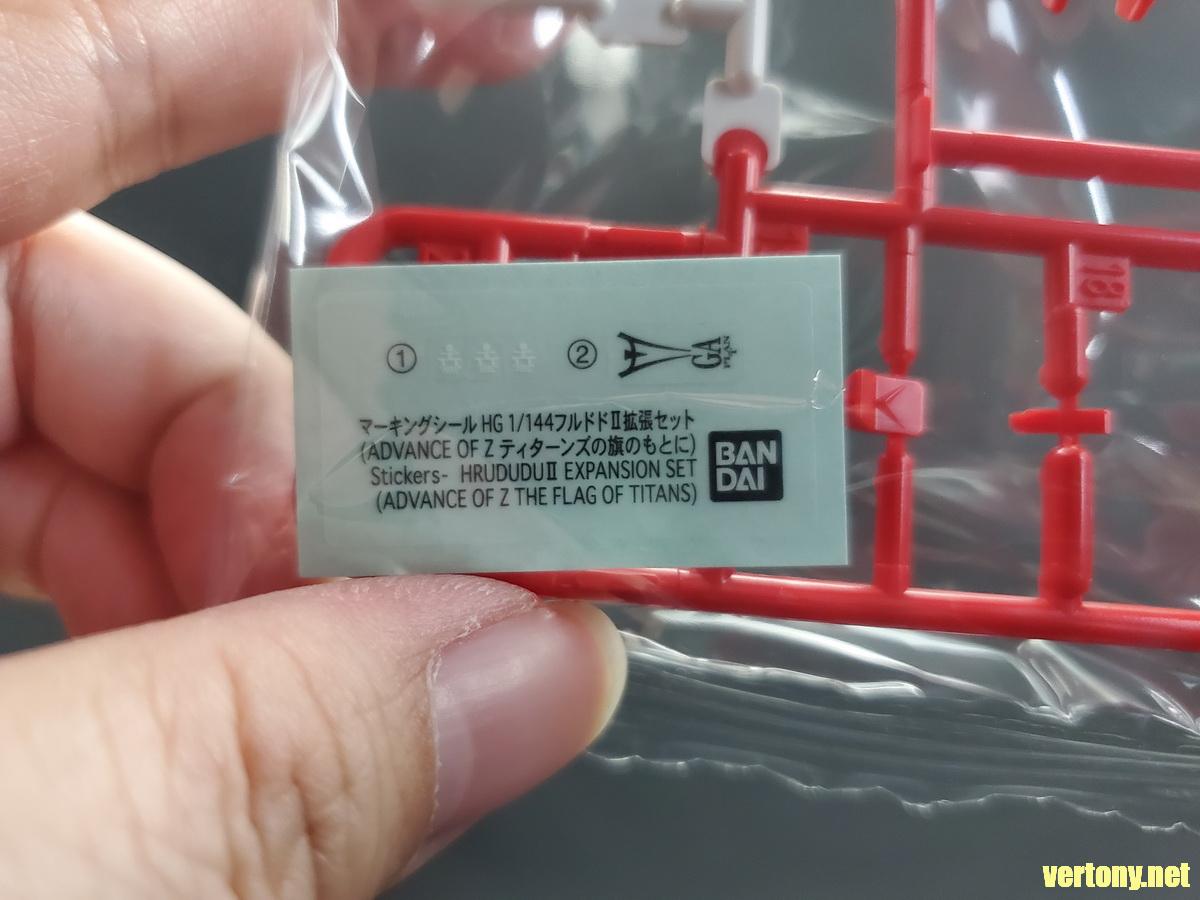 ① ②
GA
マーキングシール HG 1/144フルドドⅡ拡張セット
(ADVANCE OF Z ティターンズの旗のもとに)
Stickers- HRUDUDUⅡ EXPANSION SET
(ADVANCE OF Z THE FLAG OF TITANS)
BAN
DAI
18
vertony.net